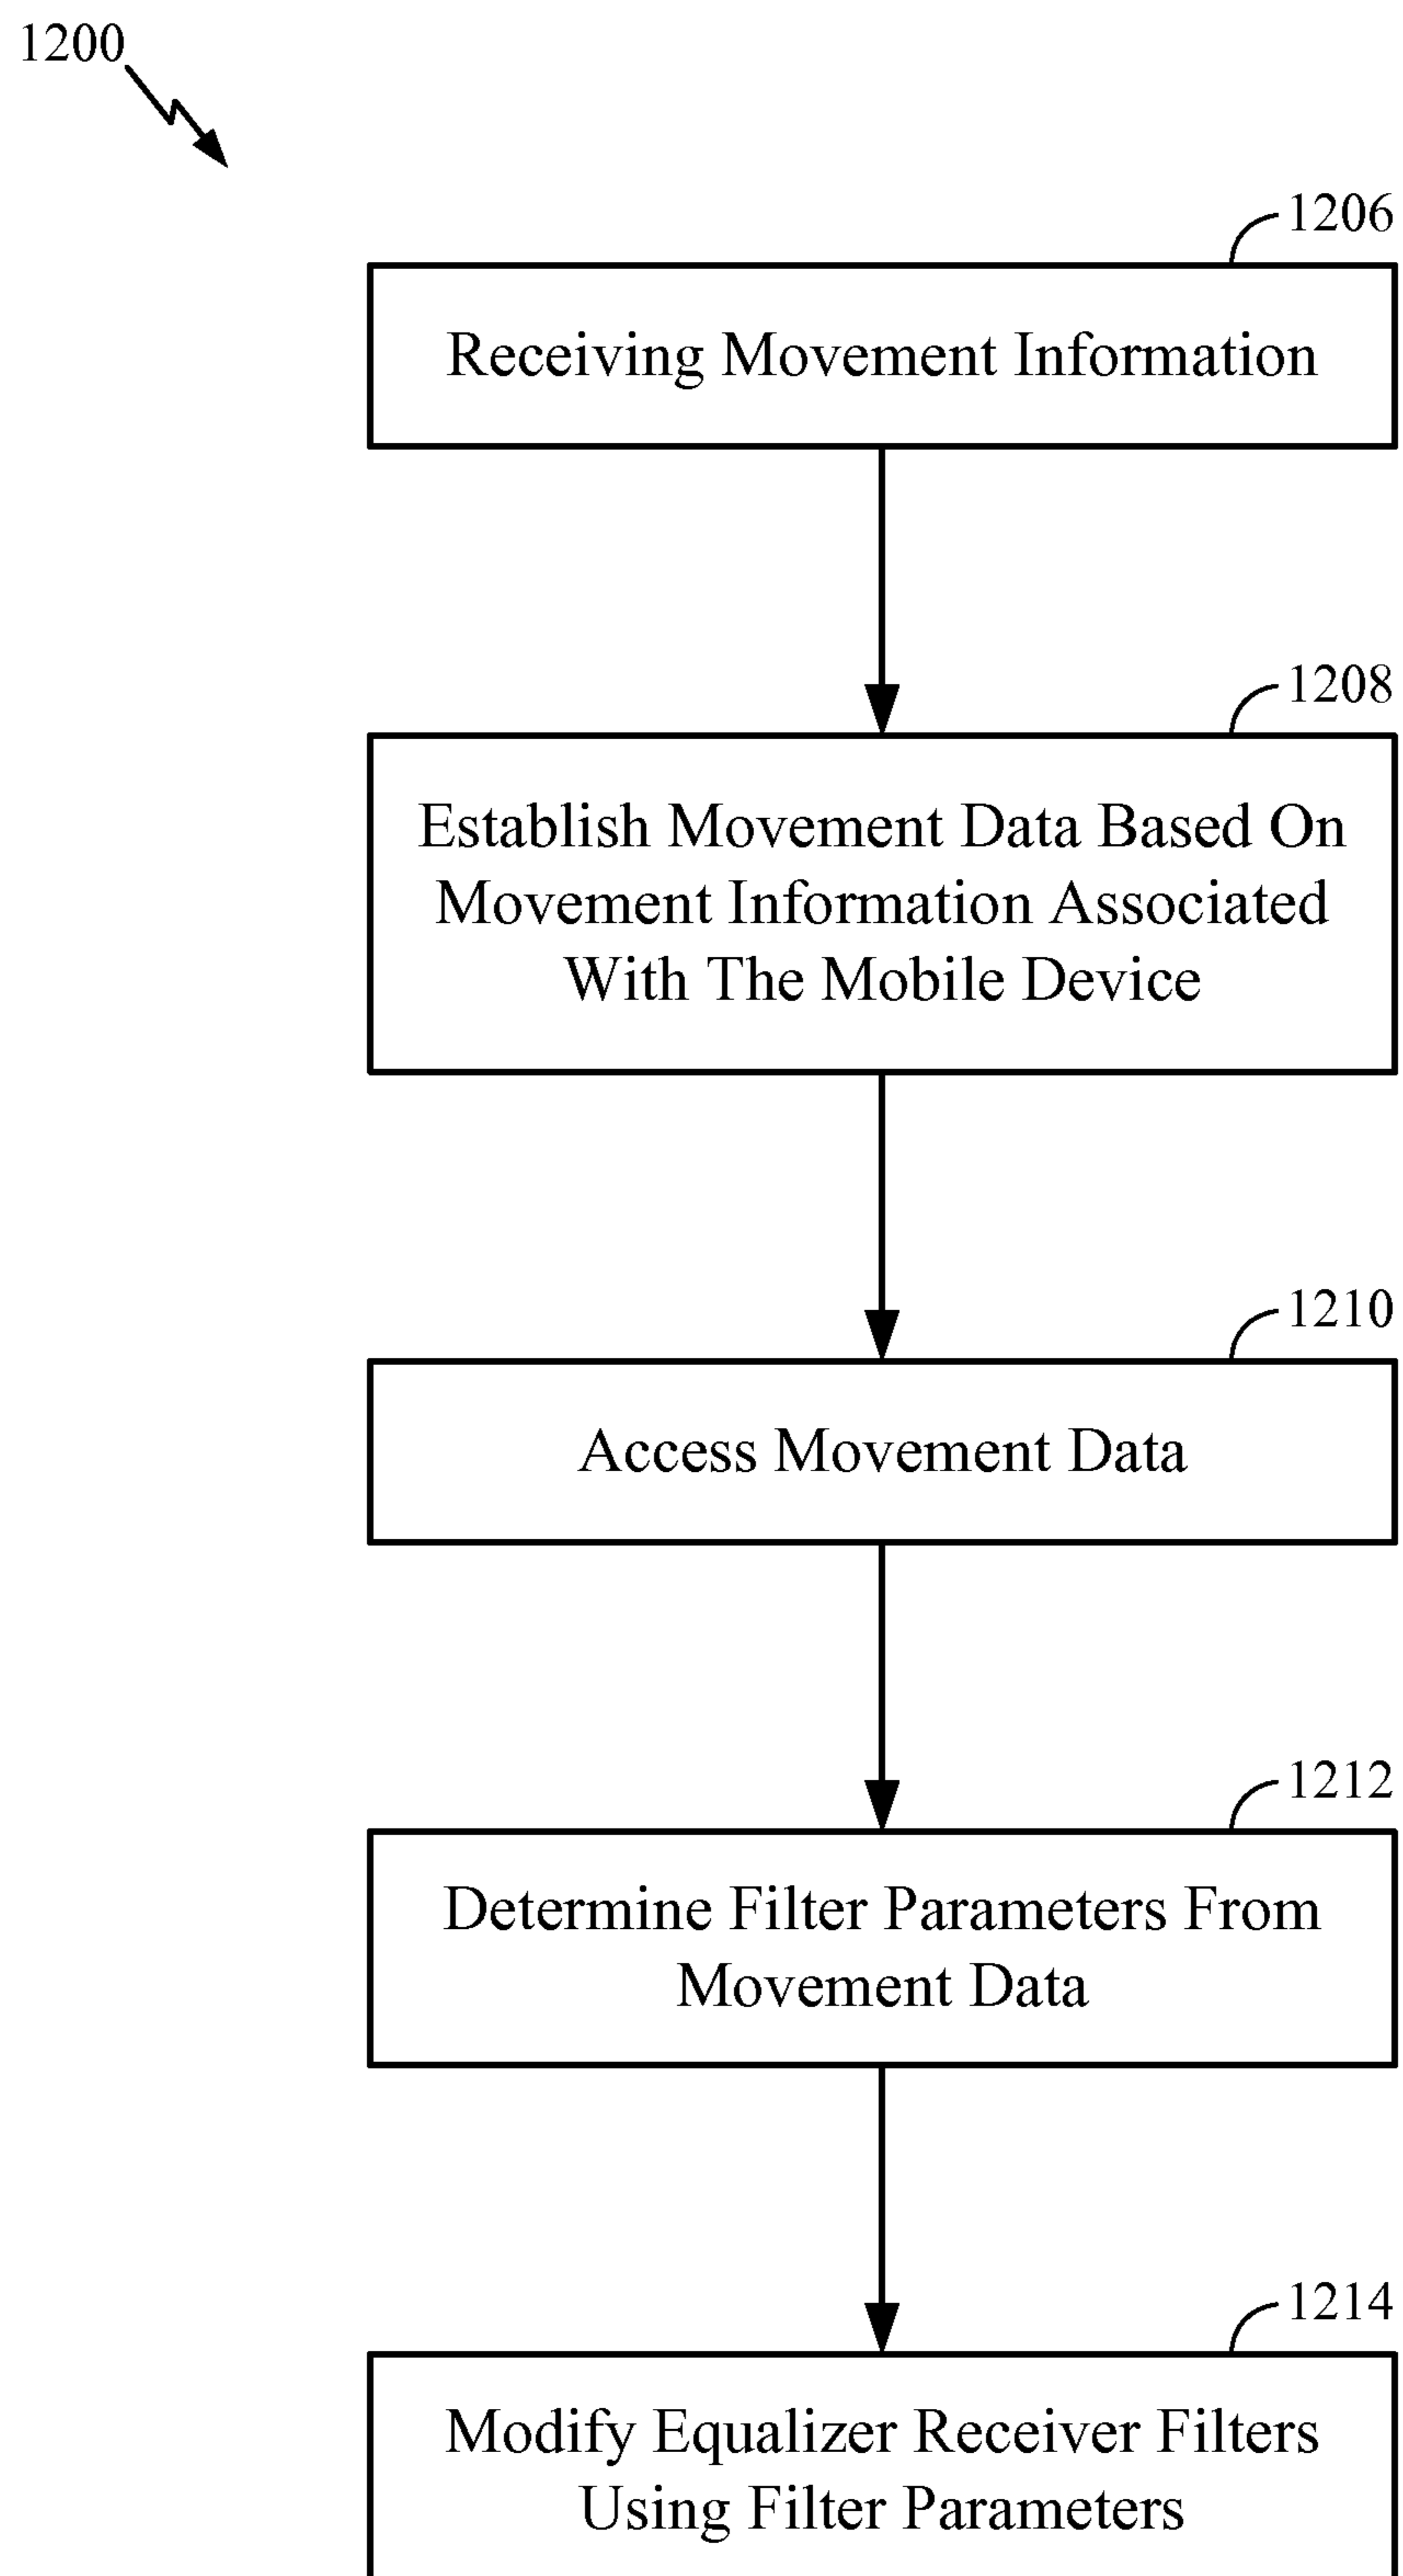 1200
1206
Receiving Movement Information
1208
Establish Movement Data Based On
Movement Information Associated
With The Mobile Device
1210
Access Movement Data
1212
Determine Filter Parameters From
Movement Data
1214
Modify Equalizer Receiver Filters
Using Filter Parameters